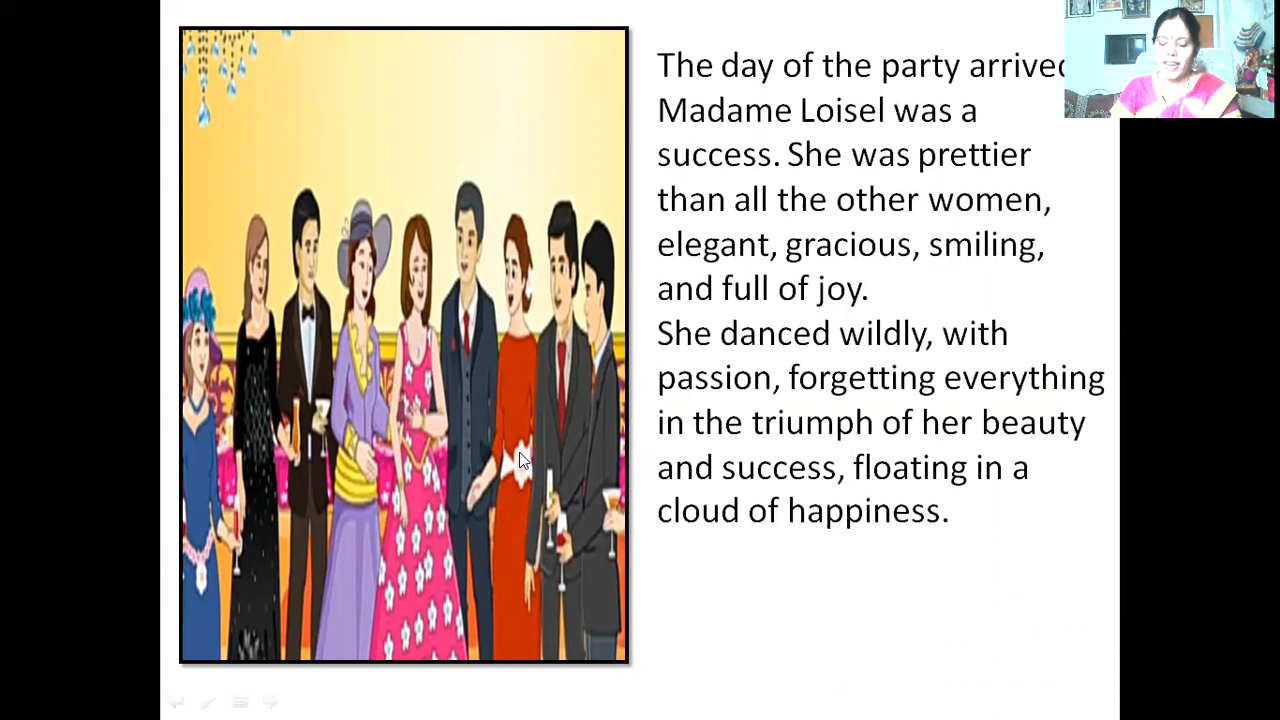 The day of the party arrived
Madame Loisel was a
success. She was prettier
than all the other women,
elegant, gracious, smiling,
and full of joy.
She danced wildly, with
passion, forgetting everything
in the triumph of her beauty
and success, floating in a
cloud of happiness.